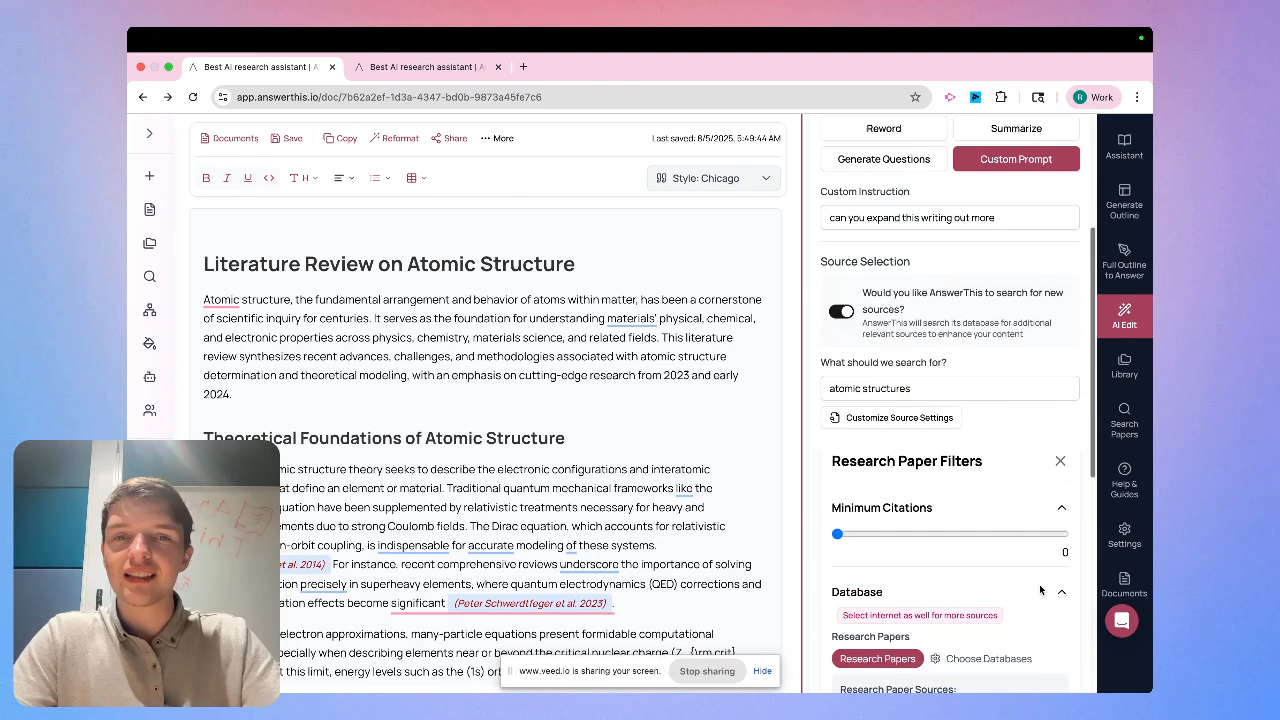 Best AI research assistant | A
Best AI research assistant | A
app.answerthis.io/doc/7b62c2ef-1d3a-4347-bd0b-9873a45fe7c6
R Work
Documents Save Copy Reformat Share ••• More Last saved: 8/5/2025, 5:49:44 AM
B I U <> T H Style: Chicago
Literature Review on Atomic Structure
Atomic structure, the fundamental arrangement and behavior of atoms within matter, has been a cornerstone
of scientific inquiry for centuries. It serves as the foundation for understanding materials' physical, chemical,
and electronic properties across physics, chemistry, materials science, and related fields. This literature
review synthesizes recent advances, challenges, and methodologies associated with atomic structure
determination and theoretical modeling, with an emphasis on cutting-edge research from 2023 and early
2024.
Theoretical Foundations of Atomic Structure
mic structure theory seeks to describe the electronic configurations and interatomic
at define an element or material. Traditional quantum mechanical frameworks like the
have been supplemented by relativistic treatments necessary for heavy
ments due to strong Coulomb fields. The Dirac equation, which accounts for relativistic
n orbit coupling, is indispensable for accurate modeling of these systems.
et al. 2014) For instance, recent comprehensive reviews underscore the importance of solving
tion precisely in superheavy elements, where quantum electrodynamics (QED) corrections and
ation effects become significant (Peter Schwerdtfeger et al. 2023) .
electron approximations, many-particle equations present formidable computational
pecially when describing elements near or beyond the critical nuclear charge (Z_{\rm crit}
this limit, energy levels such as the (1s) or
www.veed.io is sharing your screen. Stop sharing Hide
Reword Summarize
Generate Questions Custom Prompt
Custom Instruction
can you expand this writing out more
Source Selection
Would you like AnswerThis to search for new
sources?
AnswerThis will search its database for additional
relevant sources to enhance your content
What should we search for?
atomic structures
Customize Source Settings
Research Paper Filters
Minimum Citations
0
Database
Select internet as well for more sources
Research Papers
Research Papers Choose Databases
Research Paper Sources:
Assistant
Generate
Outline
Full Outline
to Answer
AI Edit
Library
Search
Papers
Help &
Guides
Settings
Documents